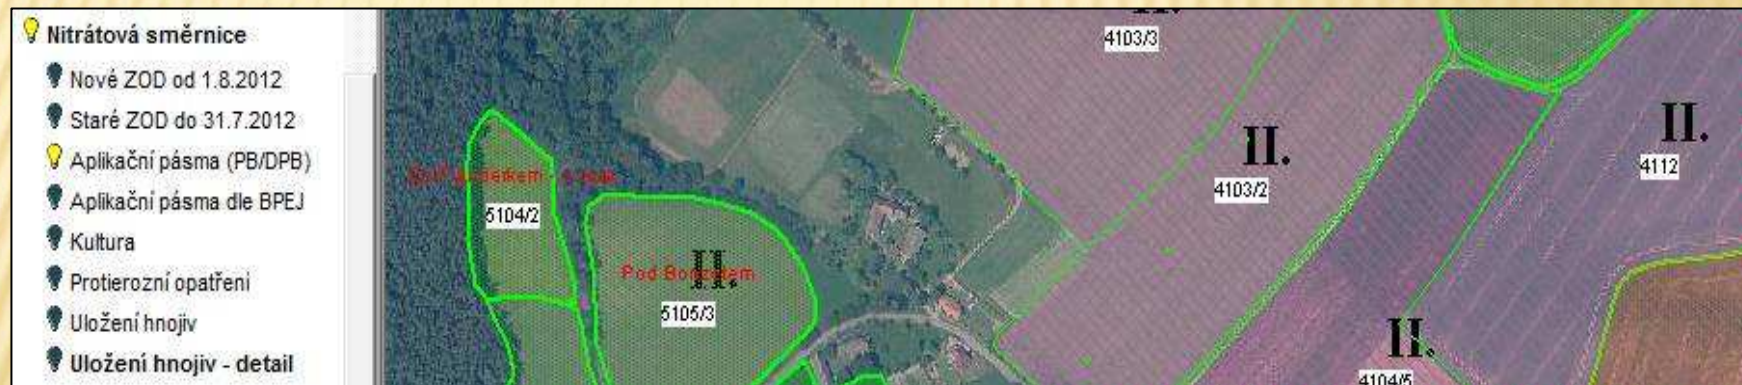 Nitrátová směrnice
Nové ZOD od 1.8.2012
Staré ZOD do 31.7.2012
Aplikační pásma (PB/DPB)
Aplikační pásma dle BPEJ
Kultura
Protierozní opatření
Uložení hnojiv
Uložení hnojiv - detail
II.
4103/3
II.
4103/2
II.
4112
5104/2
II.
Pod
5105/3
II.
4104/5